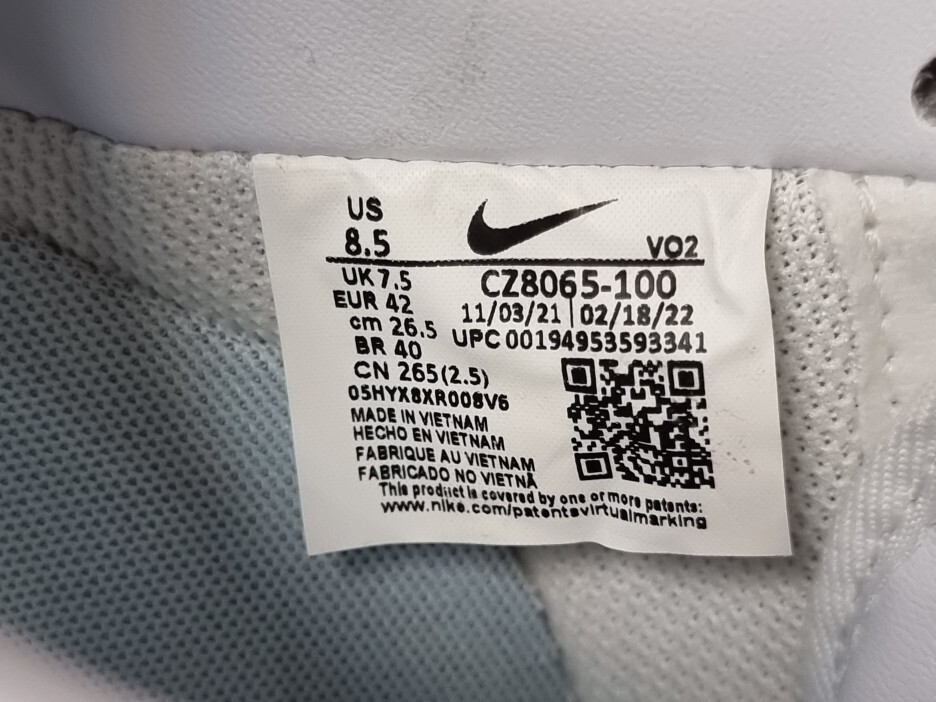 US
8.5
VO2
UK 7.5
CZ8065-100
EUR 42
11/03/21 | 02/18/22
cm 26.5
UPC 00194953593341
BR 40
CN 265(2.5)
05HYX8XR008V6
MADE IN VIETNAM
HECHO EN VIETNAM
FABRIQUE AU VIETNAM
FABRICADO NO VIETNÃ
This prodiict is covered by one or more patents:
www.nike.com/patentsvirtualmarking